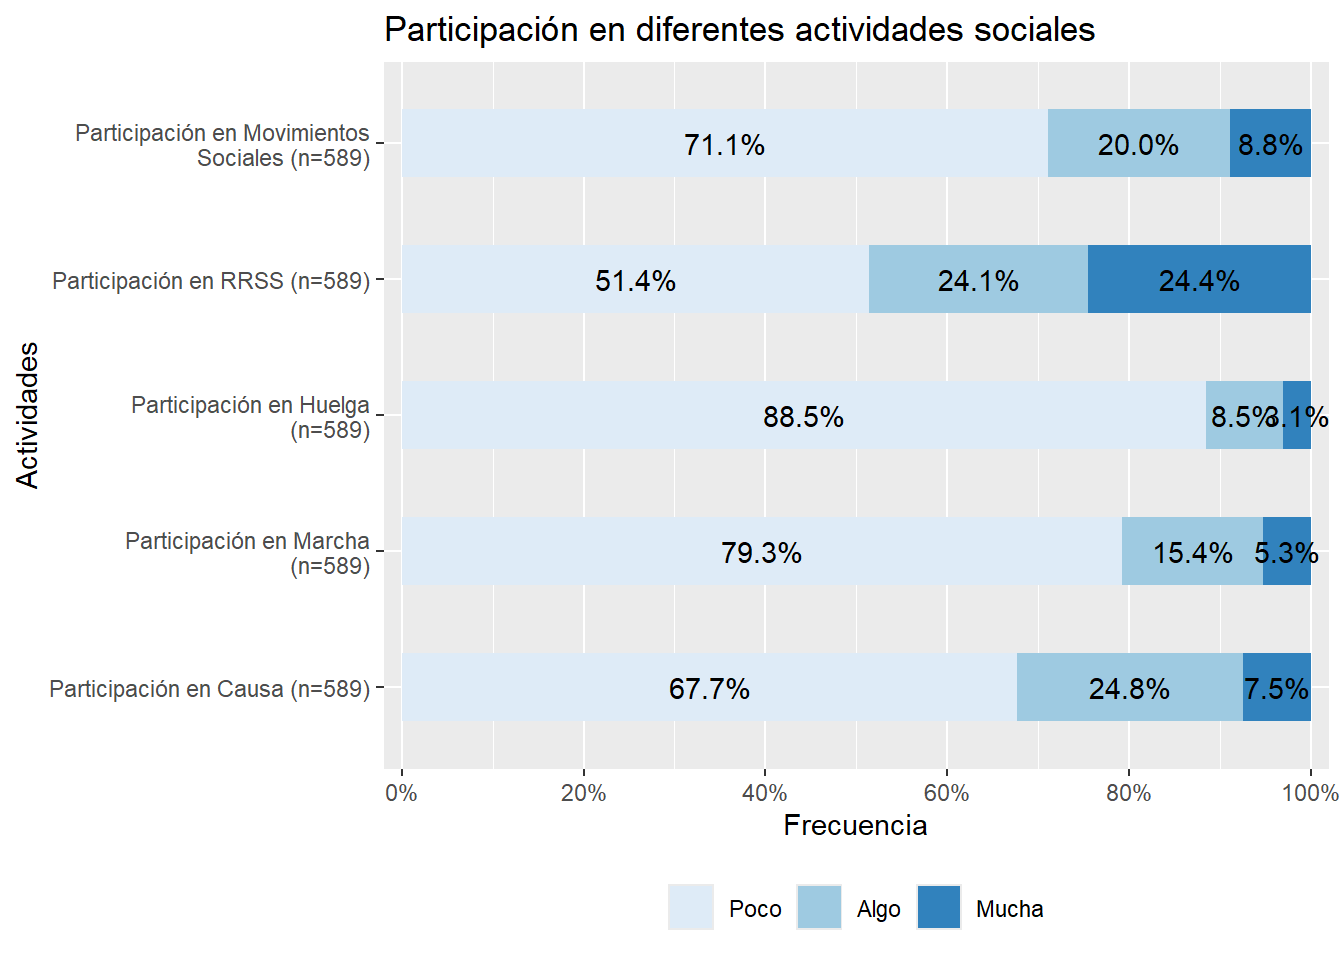 Participación en diferentes actividades sociales
Participación en Movimientos
Sociales (n=589)
71.1% 20.0% 8.8%
Participación en RRSS (n=589)
51.4% 24.1% 24.4%
Participación en Huelga
(n=589)
88.5% 8.5% 3.1%
Participación en Marcha
(n=589)
79.3% 15.4% 5.3%
Participación en Causa (n=589)
67.7% 24.8% 7.5%
Actividades
0% 20% 40% 60% 80% 100%
Frecuencia
Poco Algo Mucha